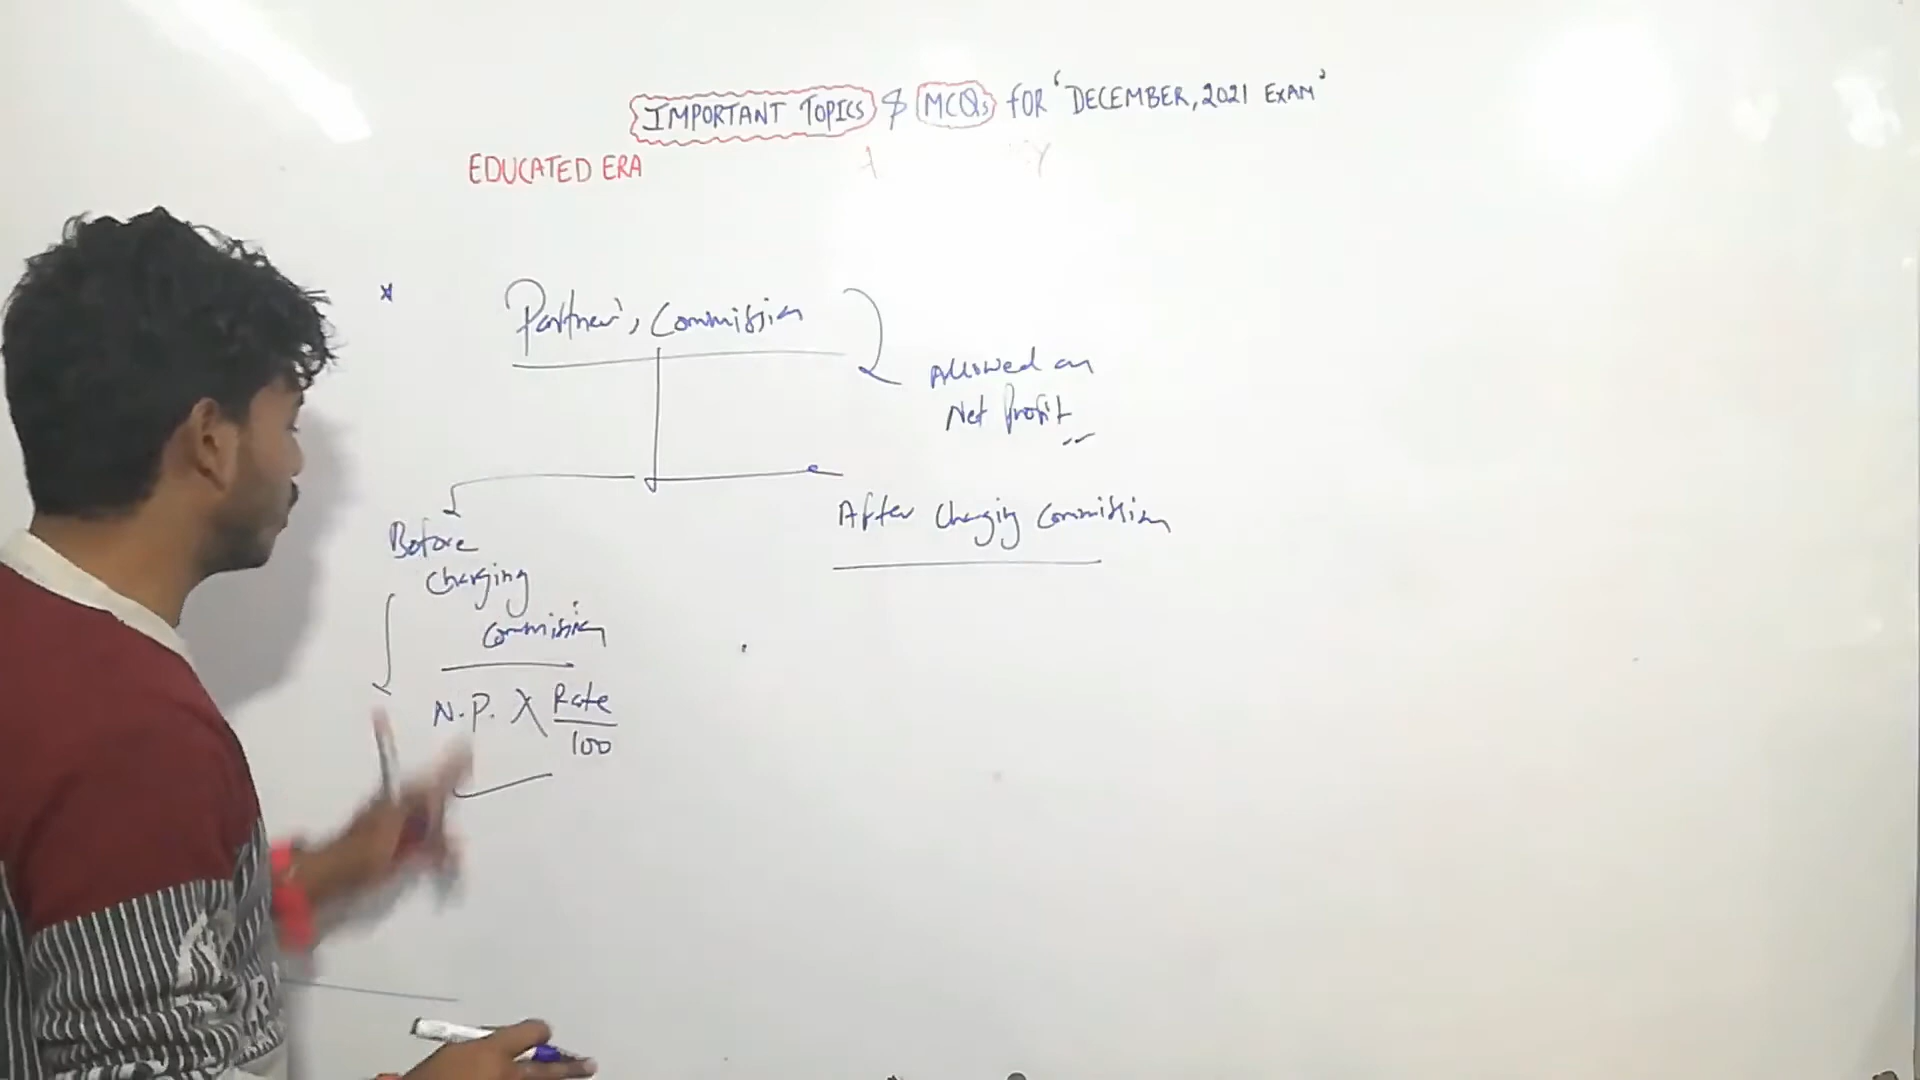 IMPORTANT TOPICS & MCQs FOR 'DECEMBER, 2021 EXAM'
EDUCATED ERA
Partner's Commission
Allowed on
Net Profit
Before
Charging
Commission
After Charging Commission
N.P. X Rate
100